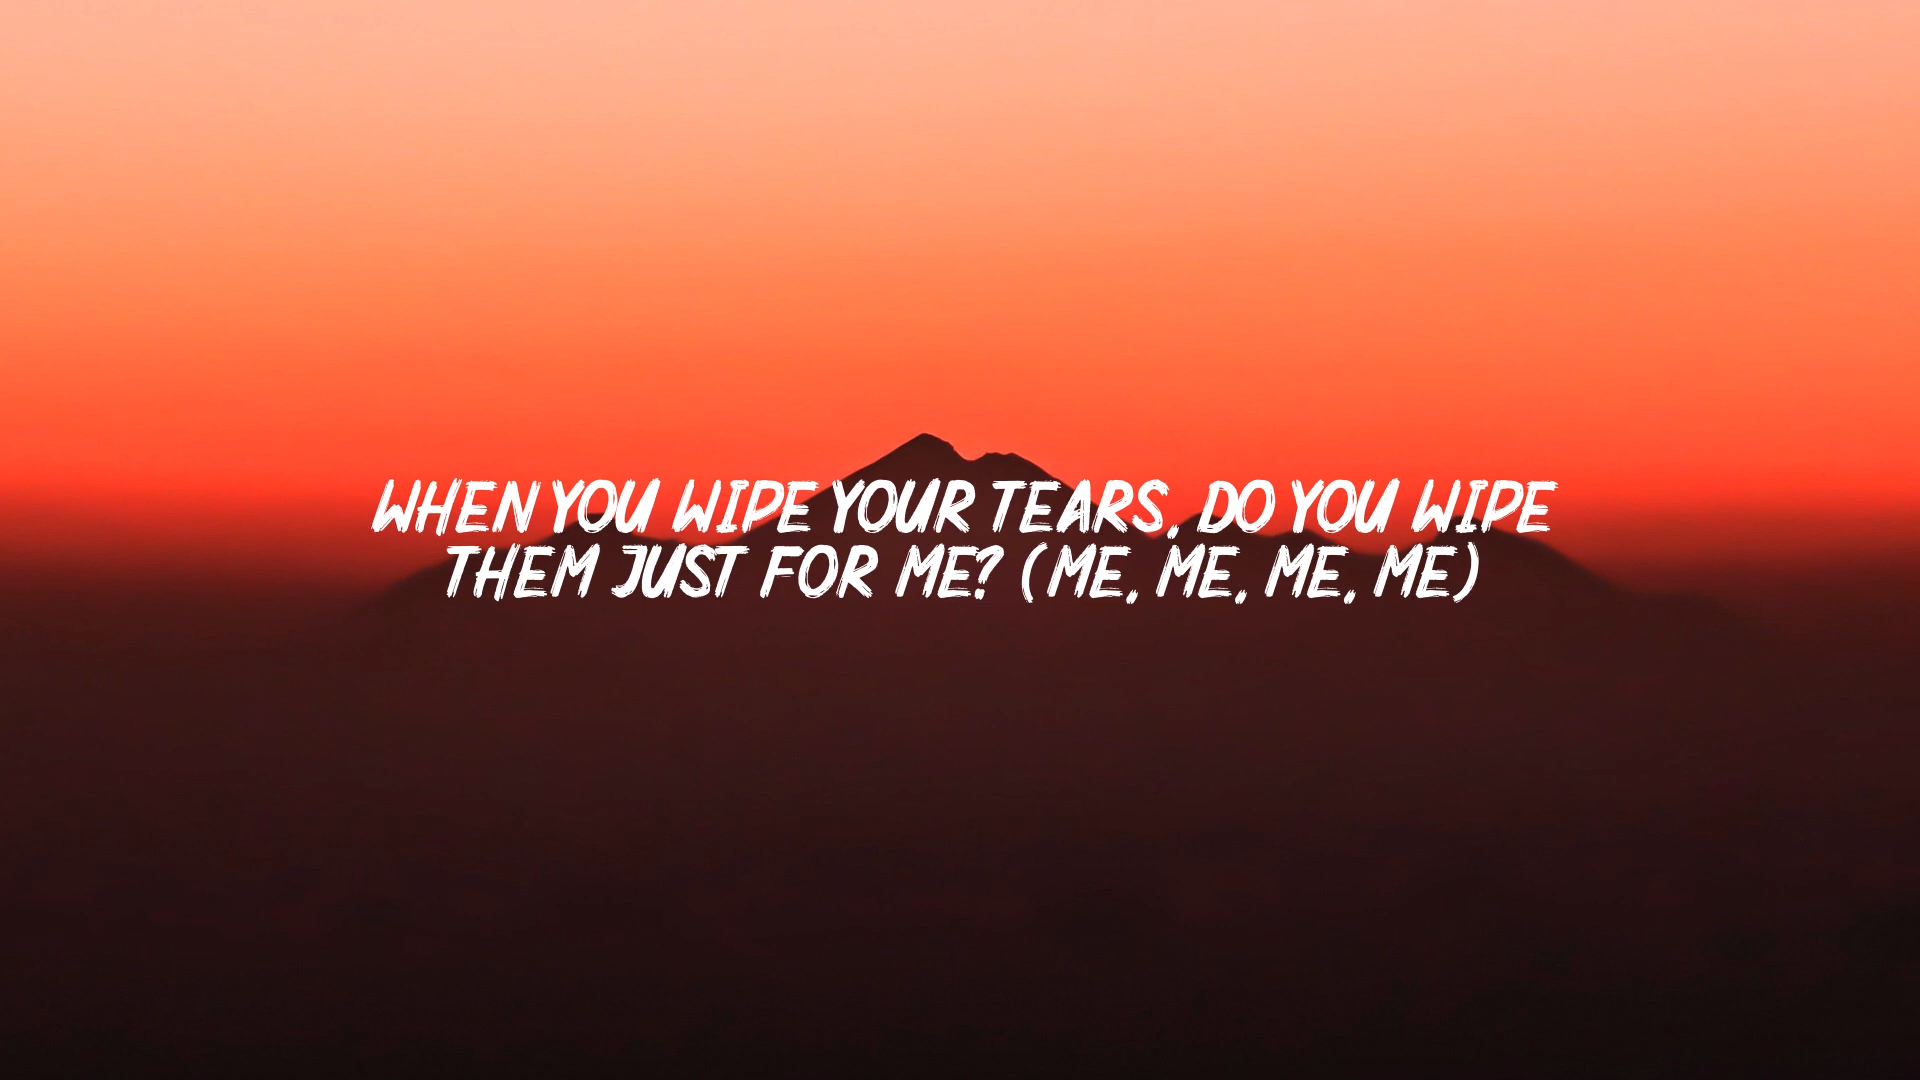 WHEN YOU WIPE YOUR TEARS, DO YOU WIPE
THEM JUST FOR ME? (ME, ME, ME, ME)